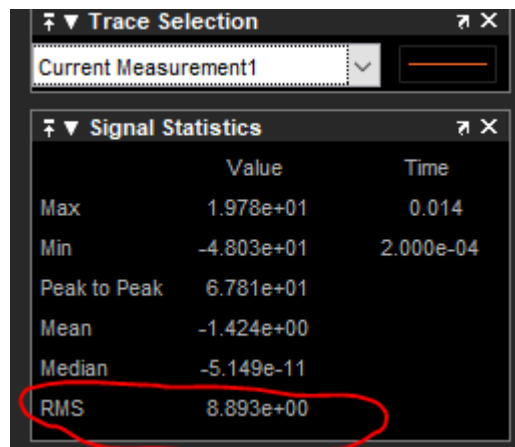 Trace Selection
Current Measurement1
Signal Statistics
Value Time
Max 1.978e+01 0.014
Min -4.803e+01 2.000e-04
Peak to Peak 6.781e+01
Mean -1.424e+00
Median -5.149e-11
RMS 8.893e+00